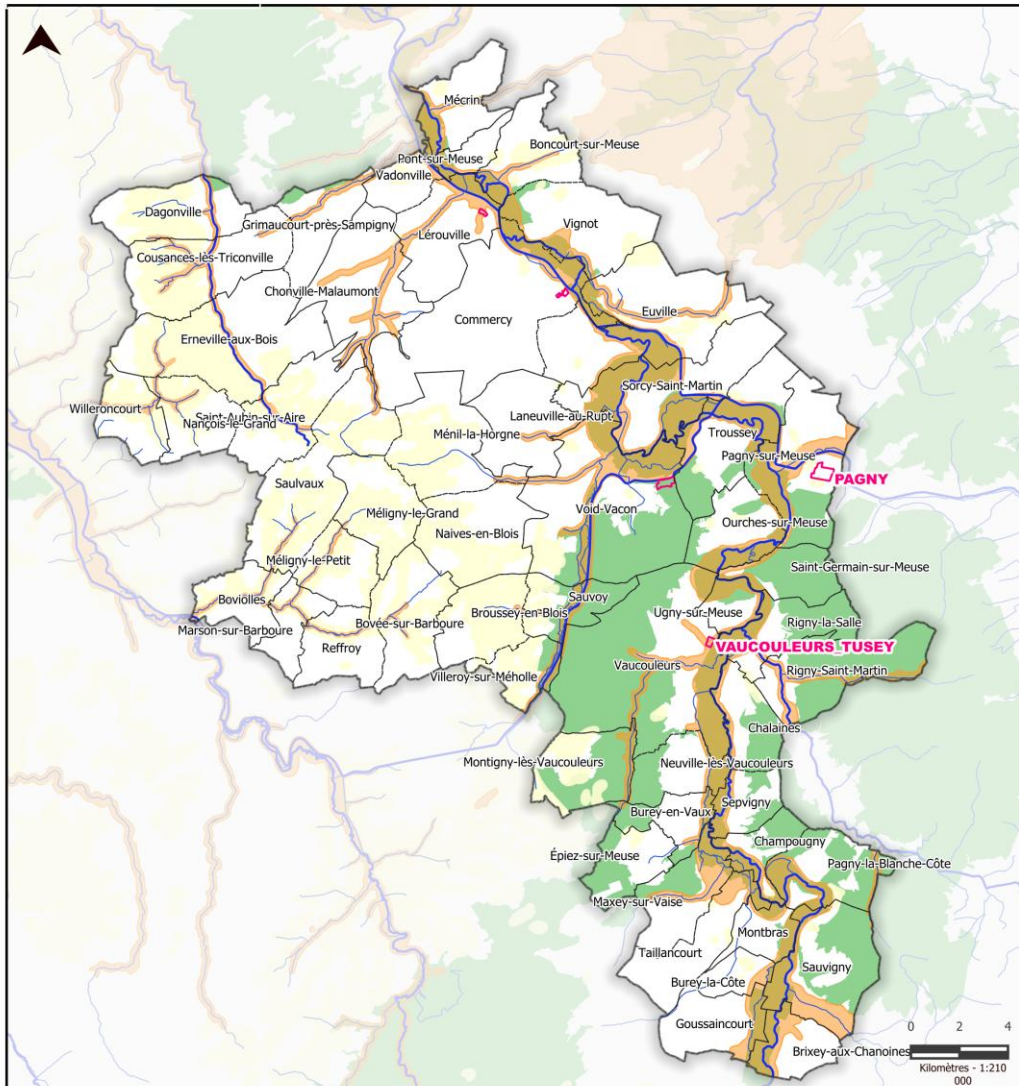 Mécrin
Boncourt-sur-Meuse
Pont-sur-Meuse
Vadonville
Dagonville
Grimaucourt-près-Sampigny
Vignot
Lérouville
Cousances-lès-Triconville
Chonville-Malaumont
Commercy
Euville
Erneville-aux-Bois
Sorcy-Saint-Martin
Willeroncourt
Saint-Aubin-sur-Aire
Nançois-le-Grand
Laneuville-au-Rupt
Ménil-la-Horgne
Troussey
Pagny-sur-Meuse
PAGNY
Saulvaux
Méligny-le-Grand
Void-Vacon
Naives-en-Blois
Ourches-sur-Meuse
Méligny-le-Petit
Saint-Germain-sur-Meuse
Boviolles
Sauvoy
Broussey-en-Blois
Ugny-sur-Meuse
Rigny-la-Salle
Marson-sur-Barboure
Bovée-sur-Barboure
Reffroy
VAUCOULEURS_TUSEY
Vaucouleurs
Rigny-Saint-Martin
Villeroy-sur-Méholle
Chalaines
Montigny-lès-Vaucouleurs
Neuville-lès-Vaucouleurs
Sepvigny
Burey-en-Vaux
Champougny
Épiez-sur-Meuse
Pagny-la-Blanche-Côte
Maxey-sur-Vaise
Montbras
Taillancourt
Sauvigny
Burey-la-Côte
Goussaincourt
0 2 4
Brixey-aux-Chanoines
Kilomètres - 1:210
000